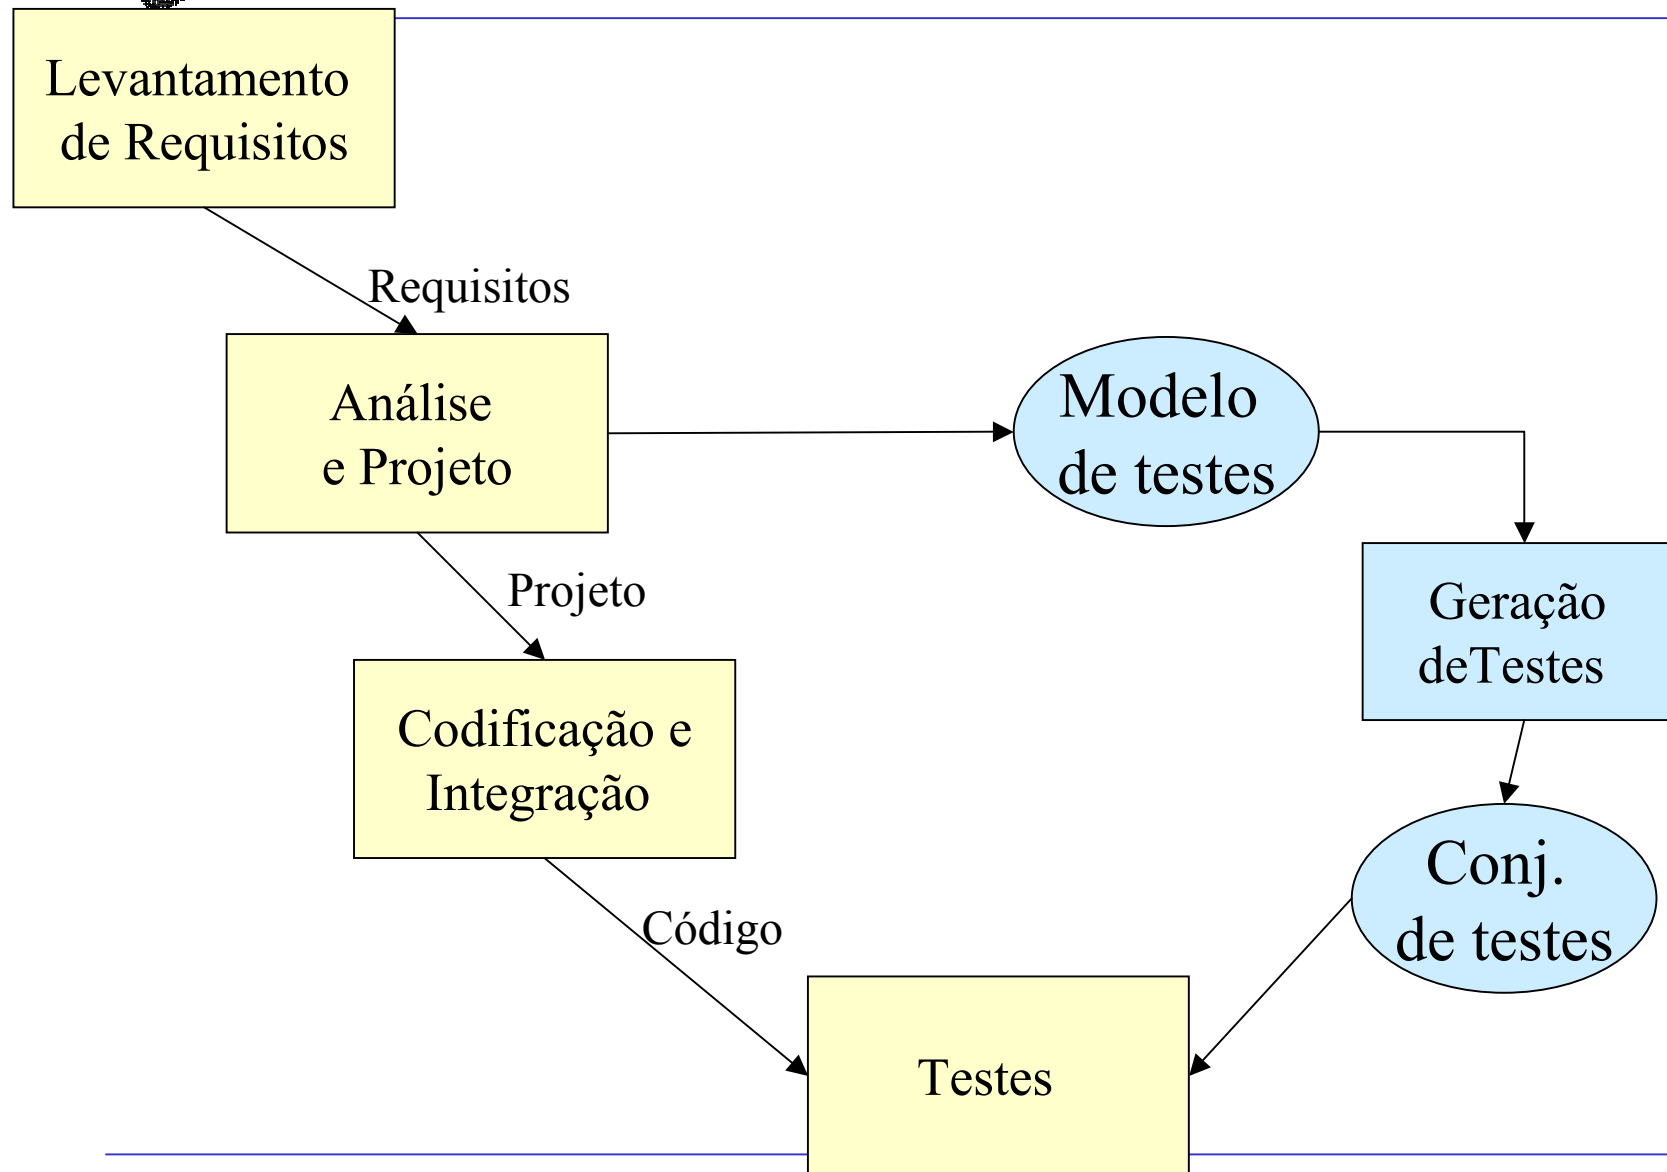 Levantamento
de Requisitos
Requisitos
Análise
e Projeto
Modelo
de testes
Projeto
Geração
deTestes
Codificação e
Integração
Conj.
de testes
Código
Testes